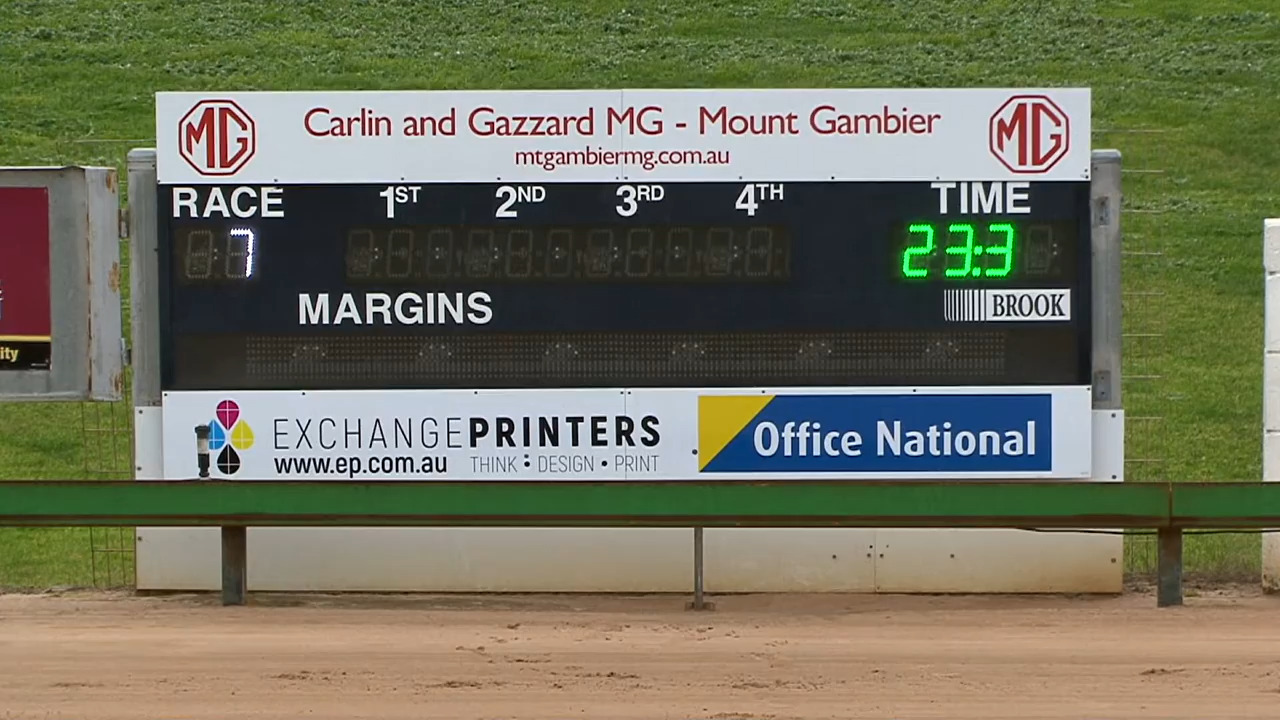 MG
Carlin and Gazzard MG - Mount Gambier
MG
mtgambiermg.com.au
RACE 1ST 2ND 3RD 4TH TIME
7 23:3
MARGINS
BROOK
ity
EXCHANGEPRINTERS
www.ep.com.au THINK : DESIGN • PRINT
Office National